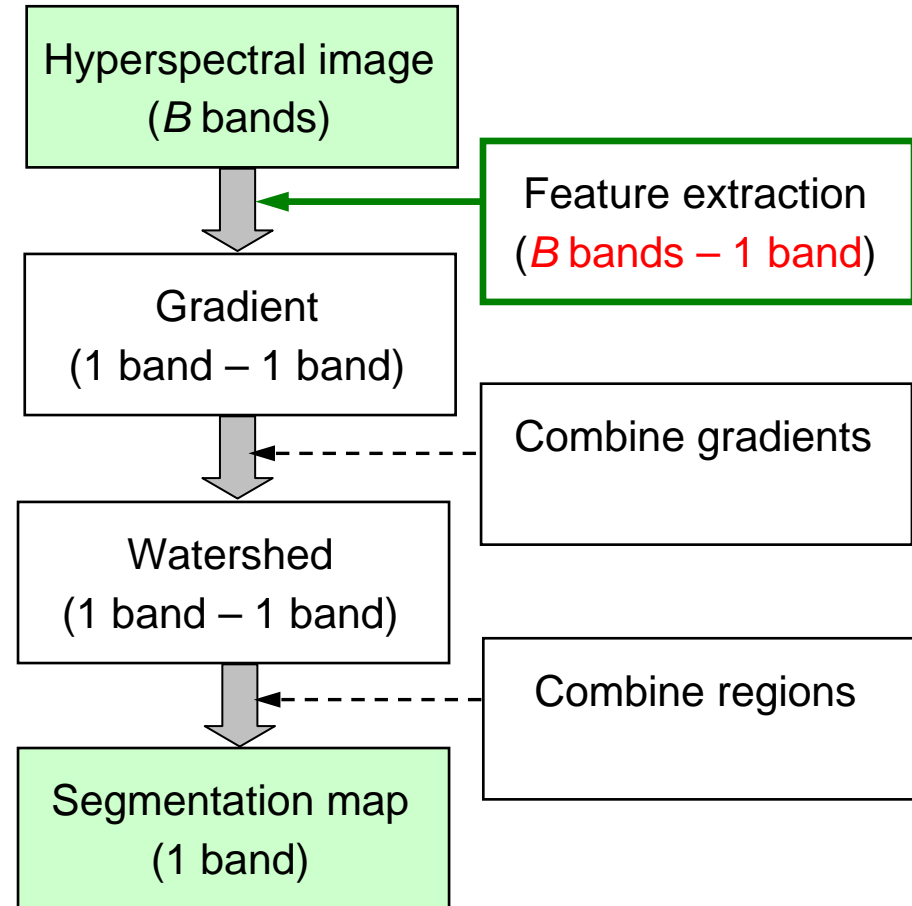 Hyperspectral image
(B bands)
Feature extraction
(B bands – 1 band)
Gradient
(1 band – 1 band)
Combine gradients
Watershed
(1 band – 1 band)
Combine regions
Segmentation map
(1 band)